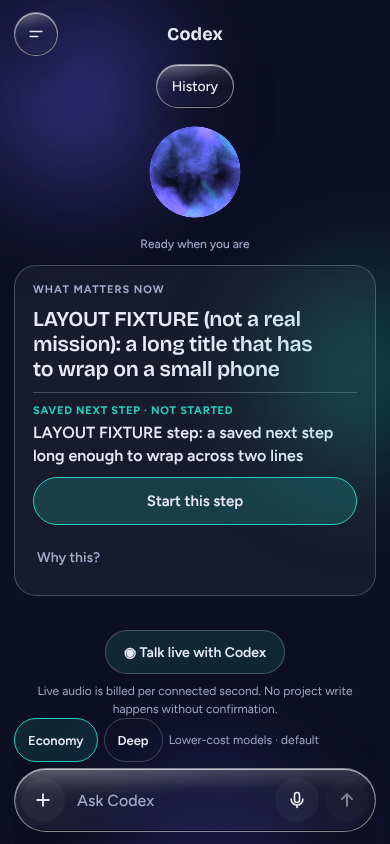 Codex
History
Ready when you are
WHAT MATTERS NOW
LAYOUT FIXTURE (not a real
mission): a long title that has
to wrap on a small phone
SAVED NEXT STEP · NOT STARTED
LAYOUT FIXTURE step: a saved next step
long enough to wrap across two lines
Start this step
Why this?
◉ Talk live with Codex
Live audio is billed per connected second. No project write
happens without confirmation.
Economy Deep Lower-cost models · default
Ask Codex